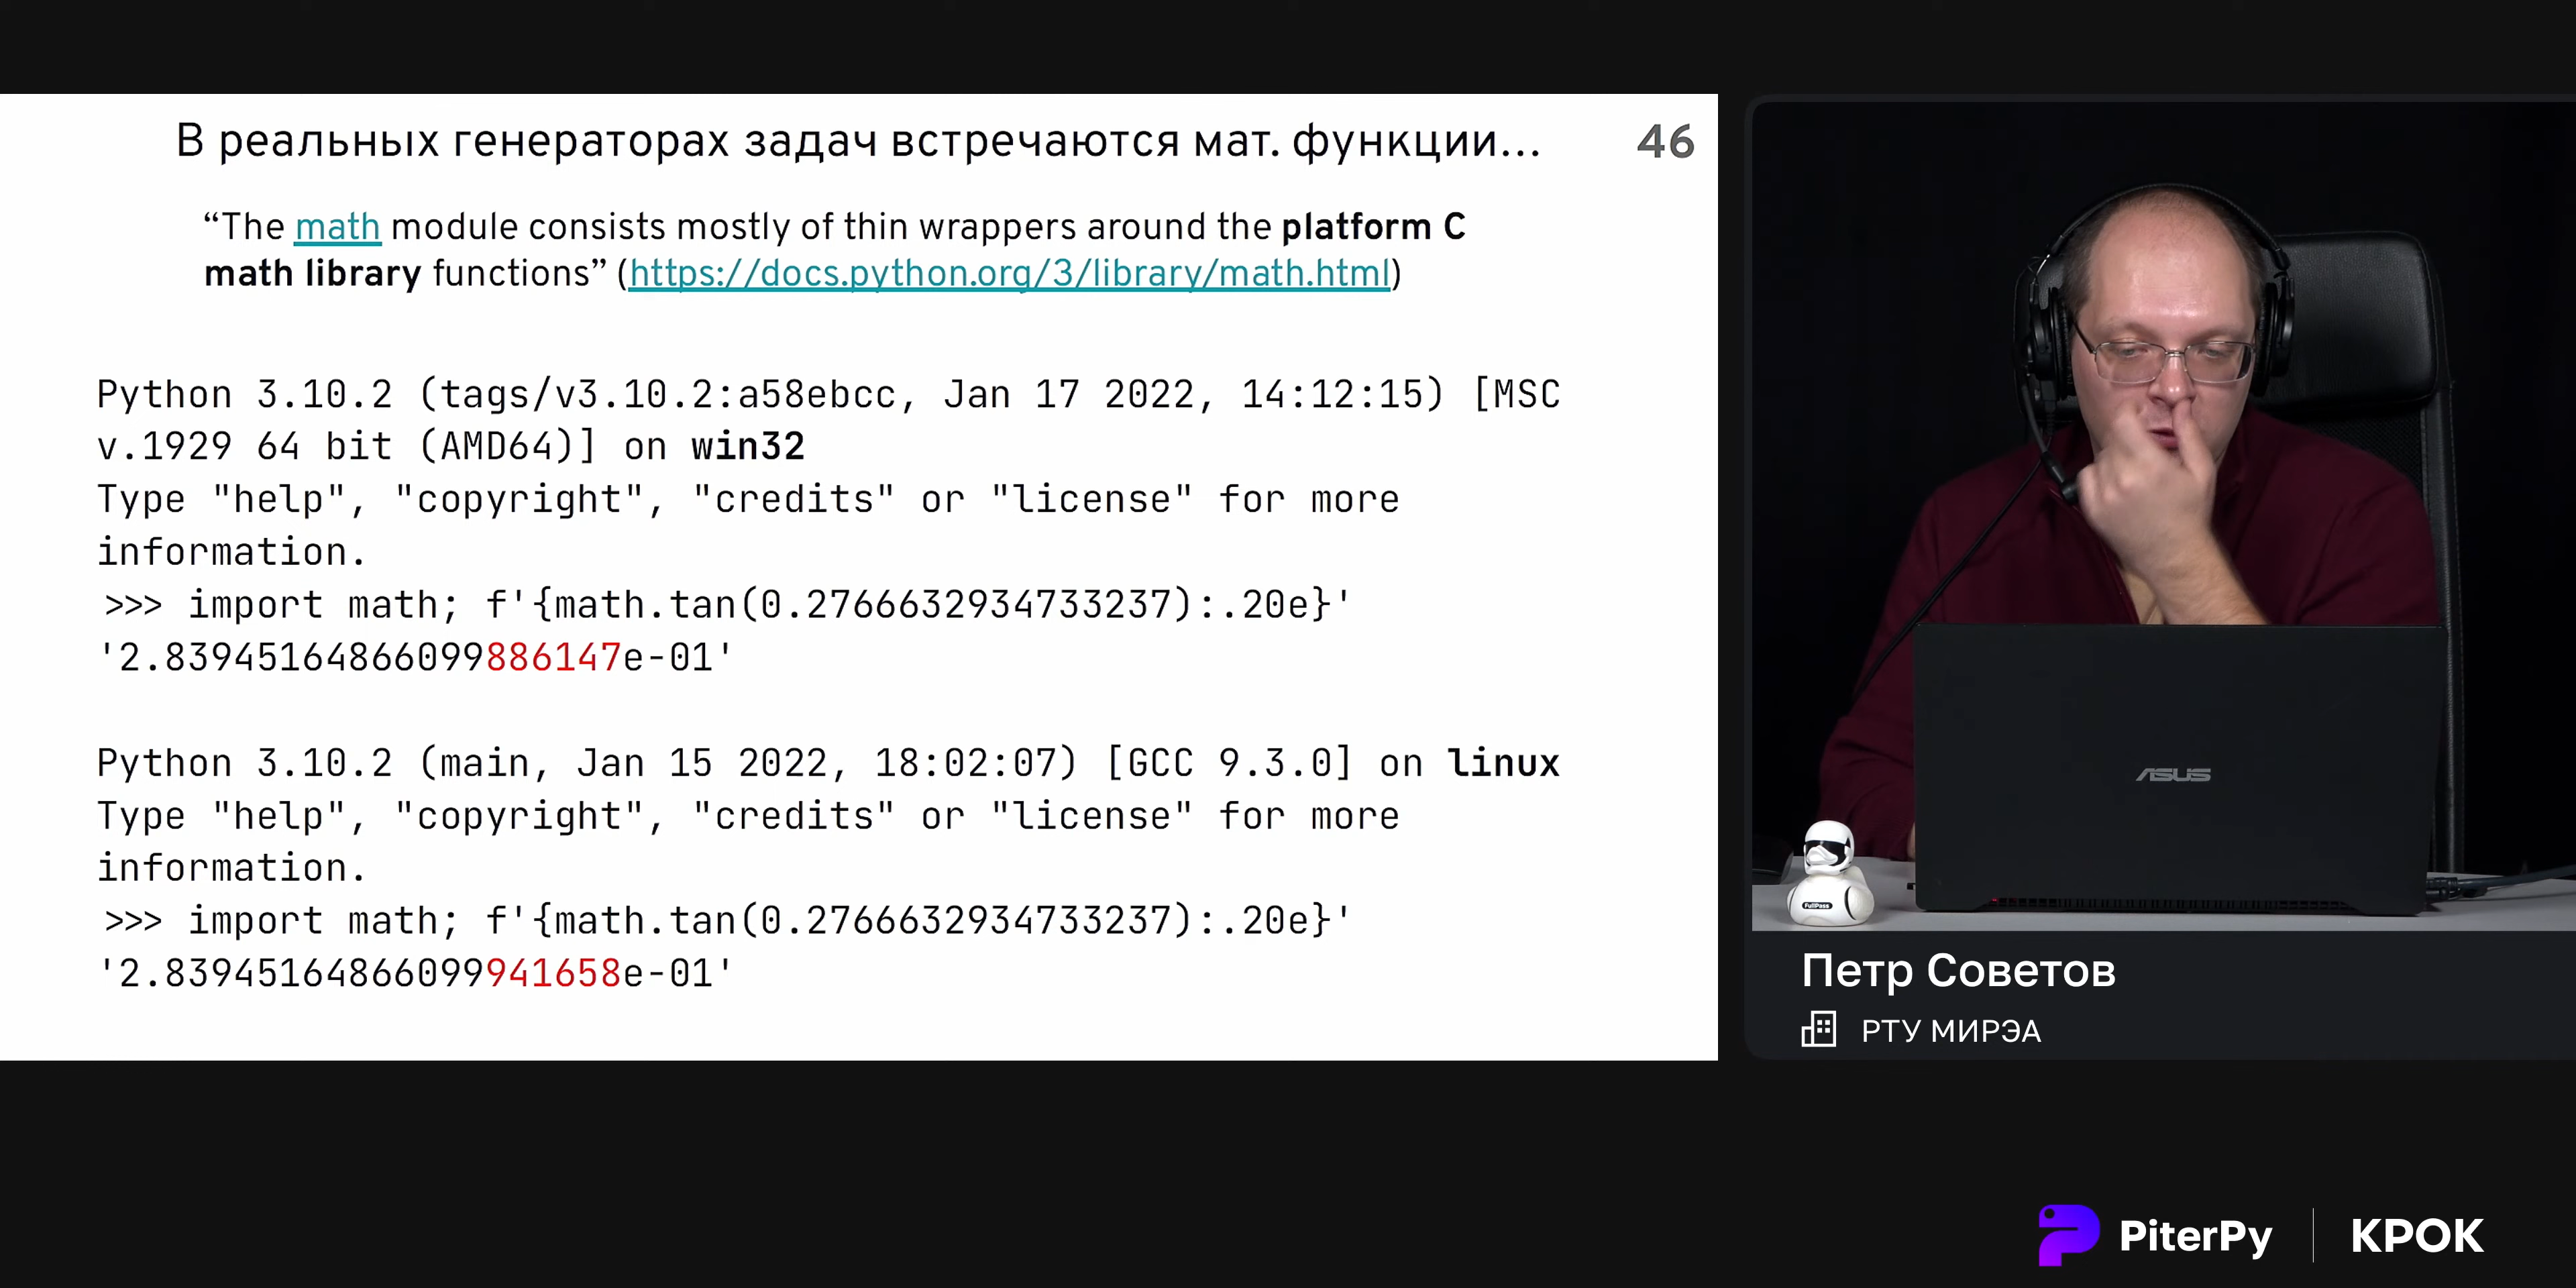 В реальных генераторах задач встречаются мат. функции...
46
“The math module consists mostly of thin wrappers around the platform C
math library functions” (https://docs.python.org/3/library/math.html)
Python 3.10.2 (tags/v3.10.2:a58ebcc, Jan 17 2022, 14:12:15) [MSC
v.1929 64 bit (AMD64)] on win32
Type "help", "copyright", "credits" or "license" for more
information.
>>> import math; f'{math.tan(0.2766632934733237):.20e}'
'2.83945164866099886147e-01'
Python 3.10.2 (main, Jan 15 2022, 18:02:07) [GCC 9.3.0] on linux
Type "help", "copyright", "credits" or "license" for more
information.
>>> import math; f'{math.tan(0.2766632934733237):.20e}'
'2.83945164866099941658e-01'
ASUS
FullPass
Петр Советов
РТУ МИРЭА
PiterPy
КРОК